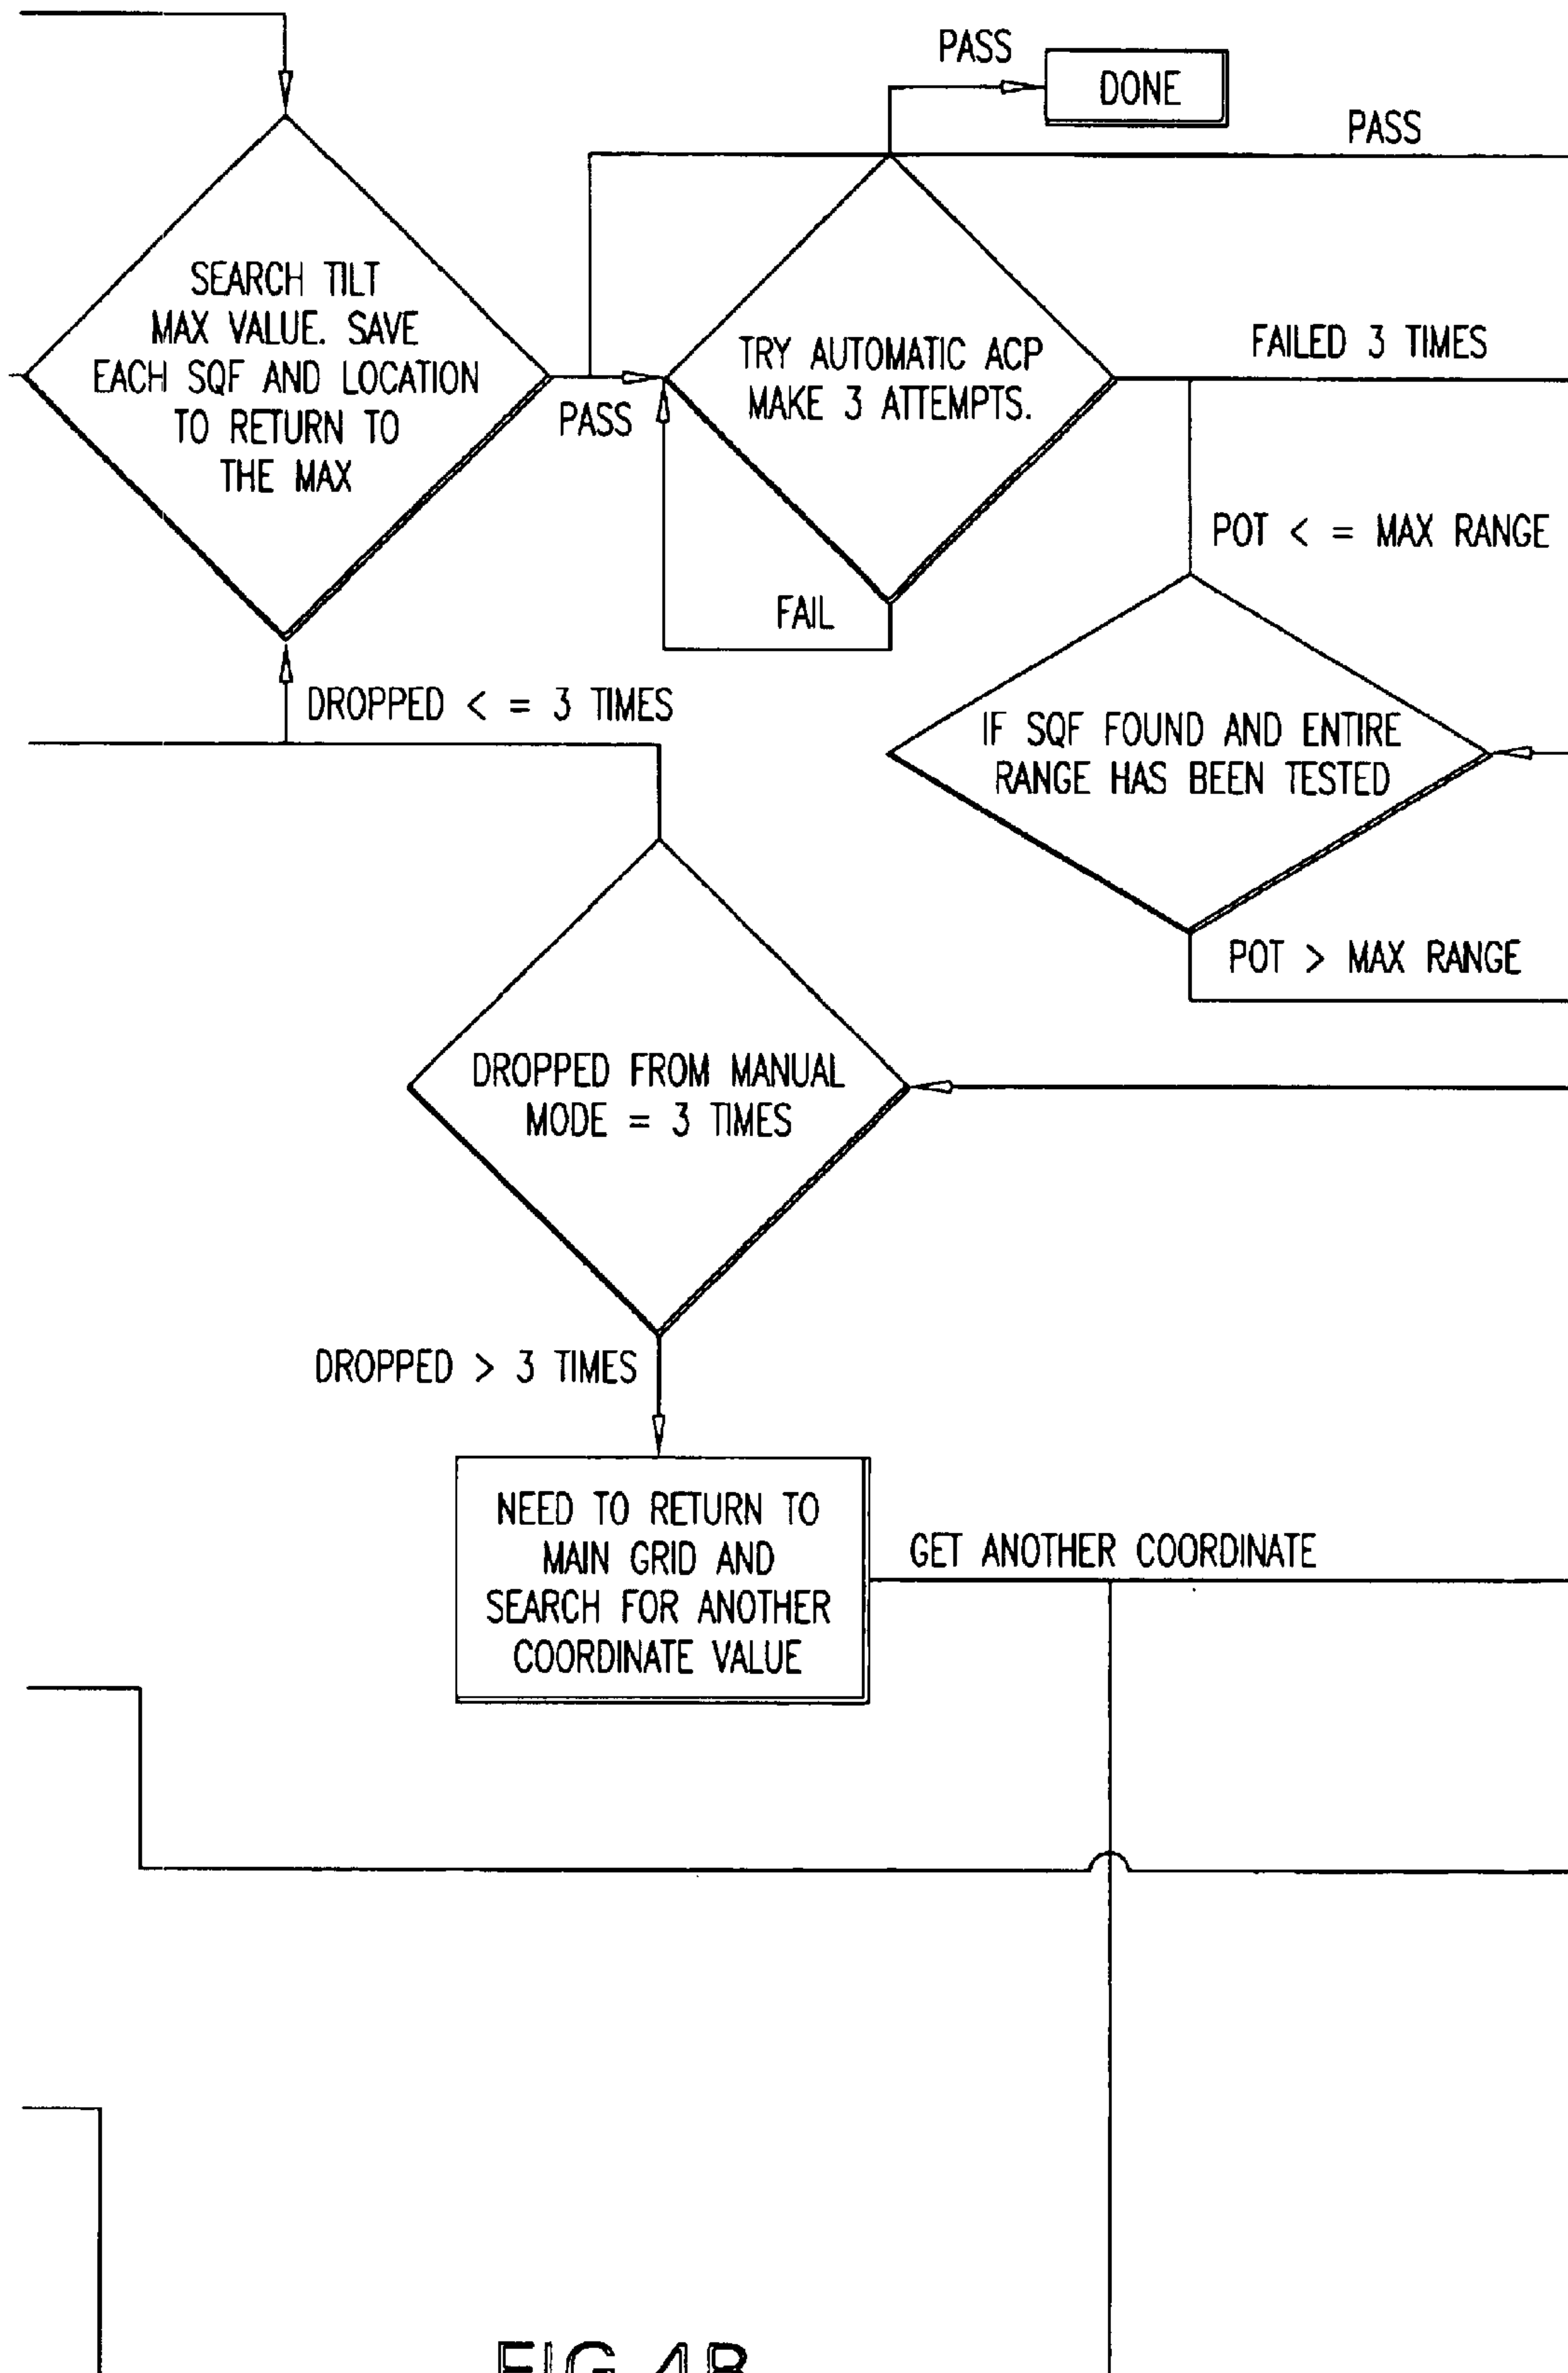 PASS
DONE
PASS
SEARCH TILT
MAX VALUE. SAVE
EACH SQF AND LOCATION
TO RETURN TO
THE MAX
PASS
TRY AUTOMATIC ACP
MAKE 3 ATTEMPTS.
FAILED 3 TIMES
FAIL
POT < = MAX RANGE
DROPPED < = 3 TIMES
IF SQF FOUND AND ENTIRE
RANGE HAS BEEN TESTED
POT > MAX RANGE
DROPPED FROM MANUAL
MODE = 3 TIMES
DROPPED > 3 TIMES
NEED TO RETURN TO
MAIN GRID AND
SEARCH FOR ANOTHER
COORDINATE VALUE
GET ANOTHER COORDINATE
FIG. 4B